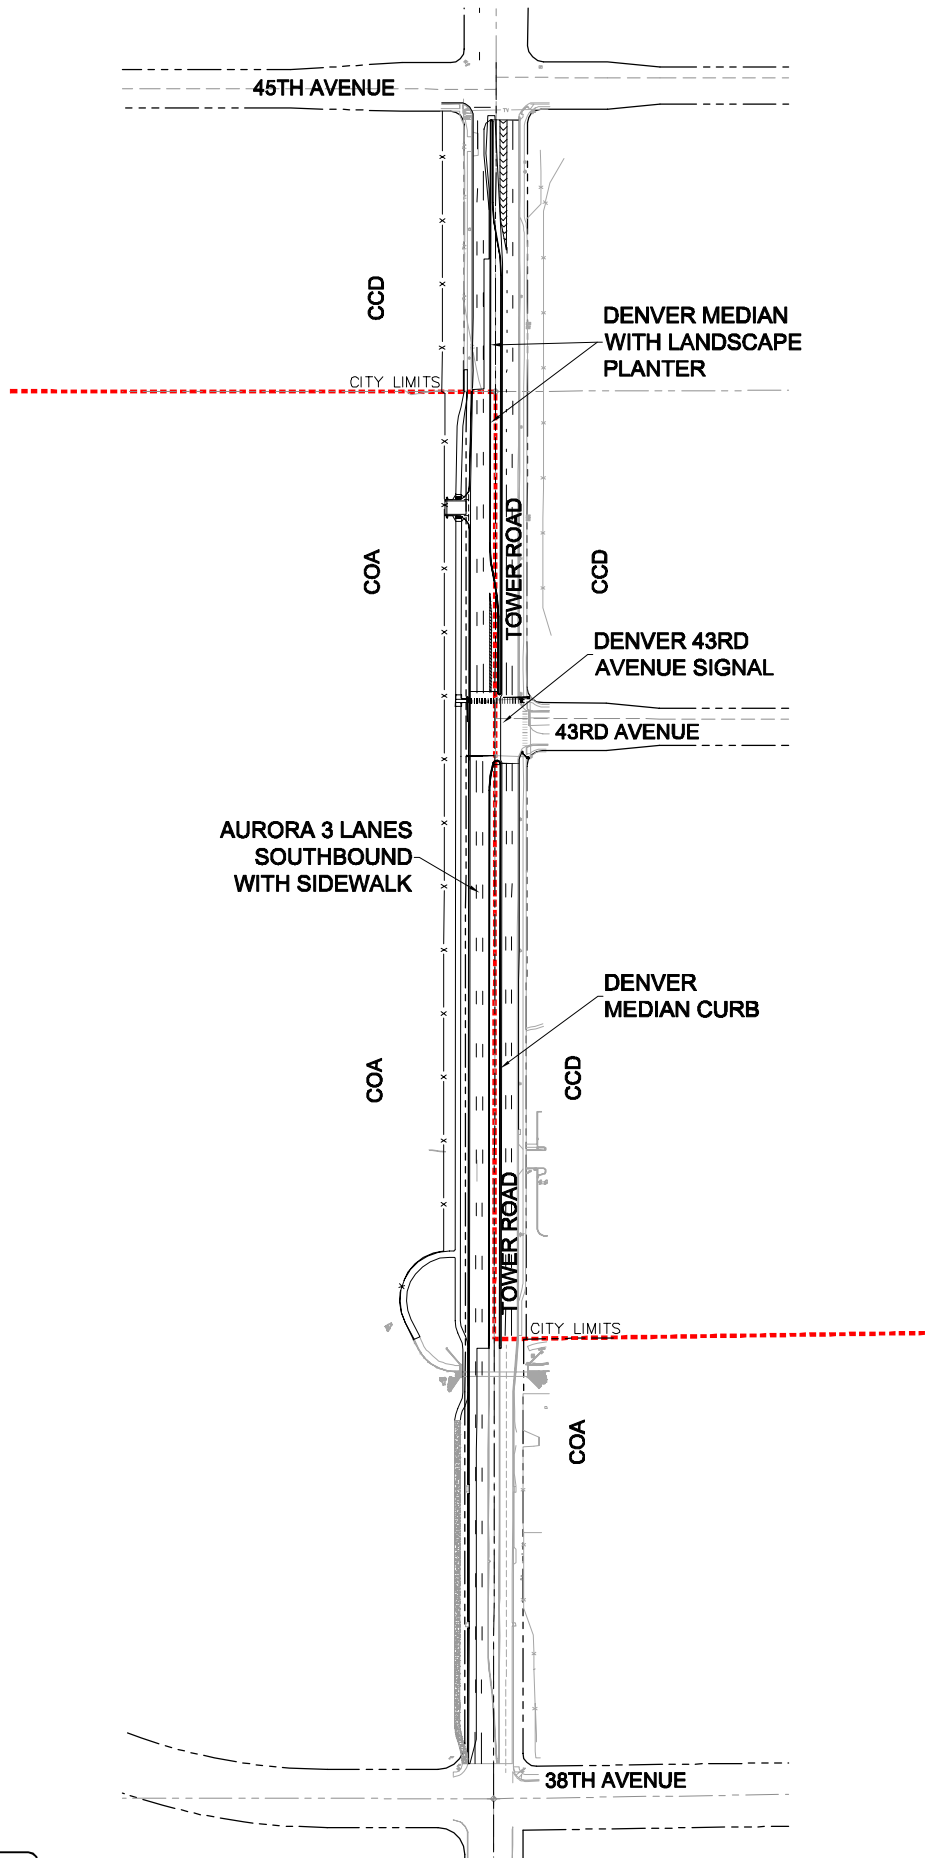 45TH AVENUE
CCD
DENVER MEDIAN
WITH LANDSCAPE
PLANTER
CITY LIMITS
TOWER ROAD
COA
CCD
DENVER 43RD
AVENUE SIGNAL
43RD AVENUE
AURORA 3 LANES
SOUTHBOUND
WITH SIDEWALK
DENVER
MEDIAN CURB
COA
CCD
TOWER ROAD
CITY LIMITS
COA
38TH AVENUE